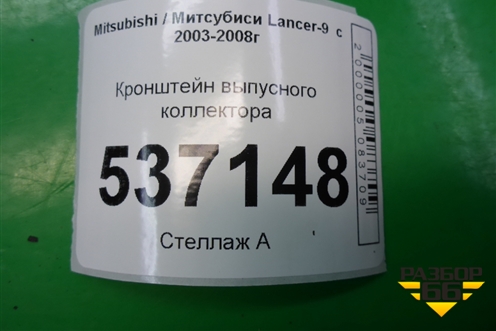 Mitsubishi / Митсубиси Lancer-9 с
2003-2008г
Кронштейн выпусного
коллектора
537148
Стеллаж А
2000005083709
РАЗБОР
66